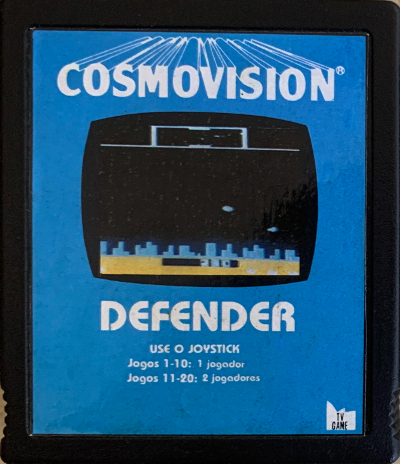 COSMOVISION®
DEFENDER
USE O JOYSTICK
Jogos 1-10: 1 jogador
Jogos 11-20: 2 jogadores
TV
GAME